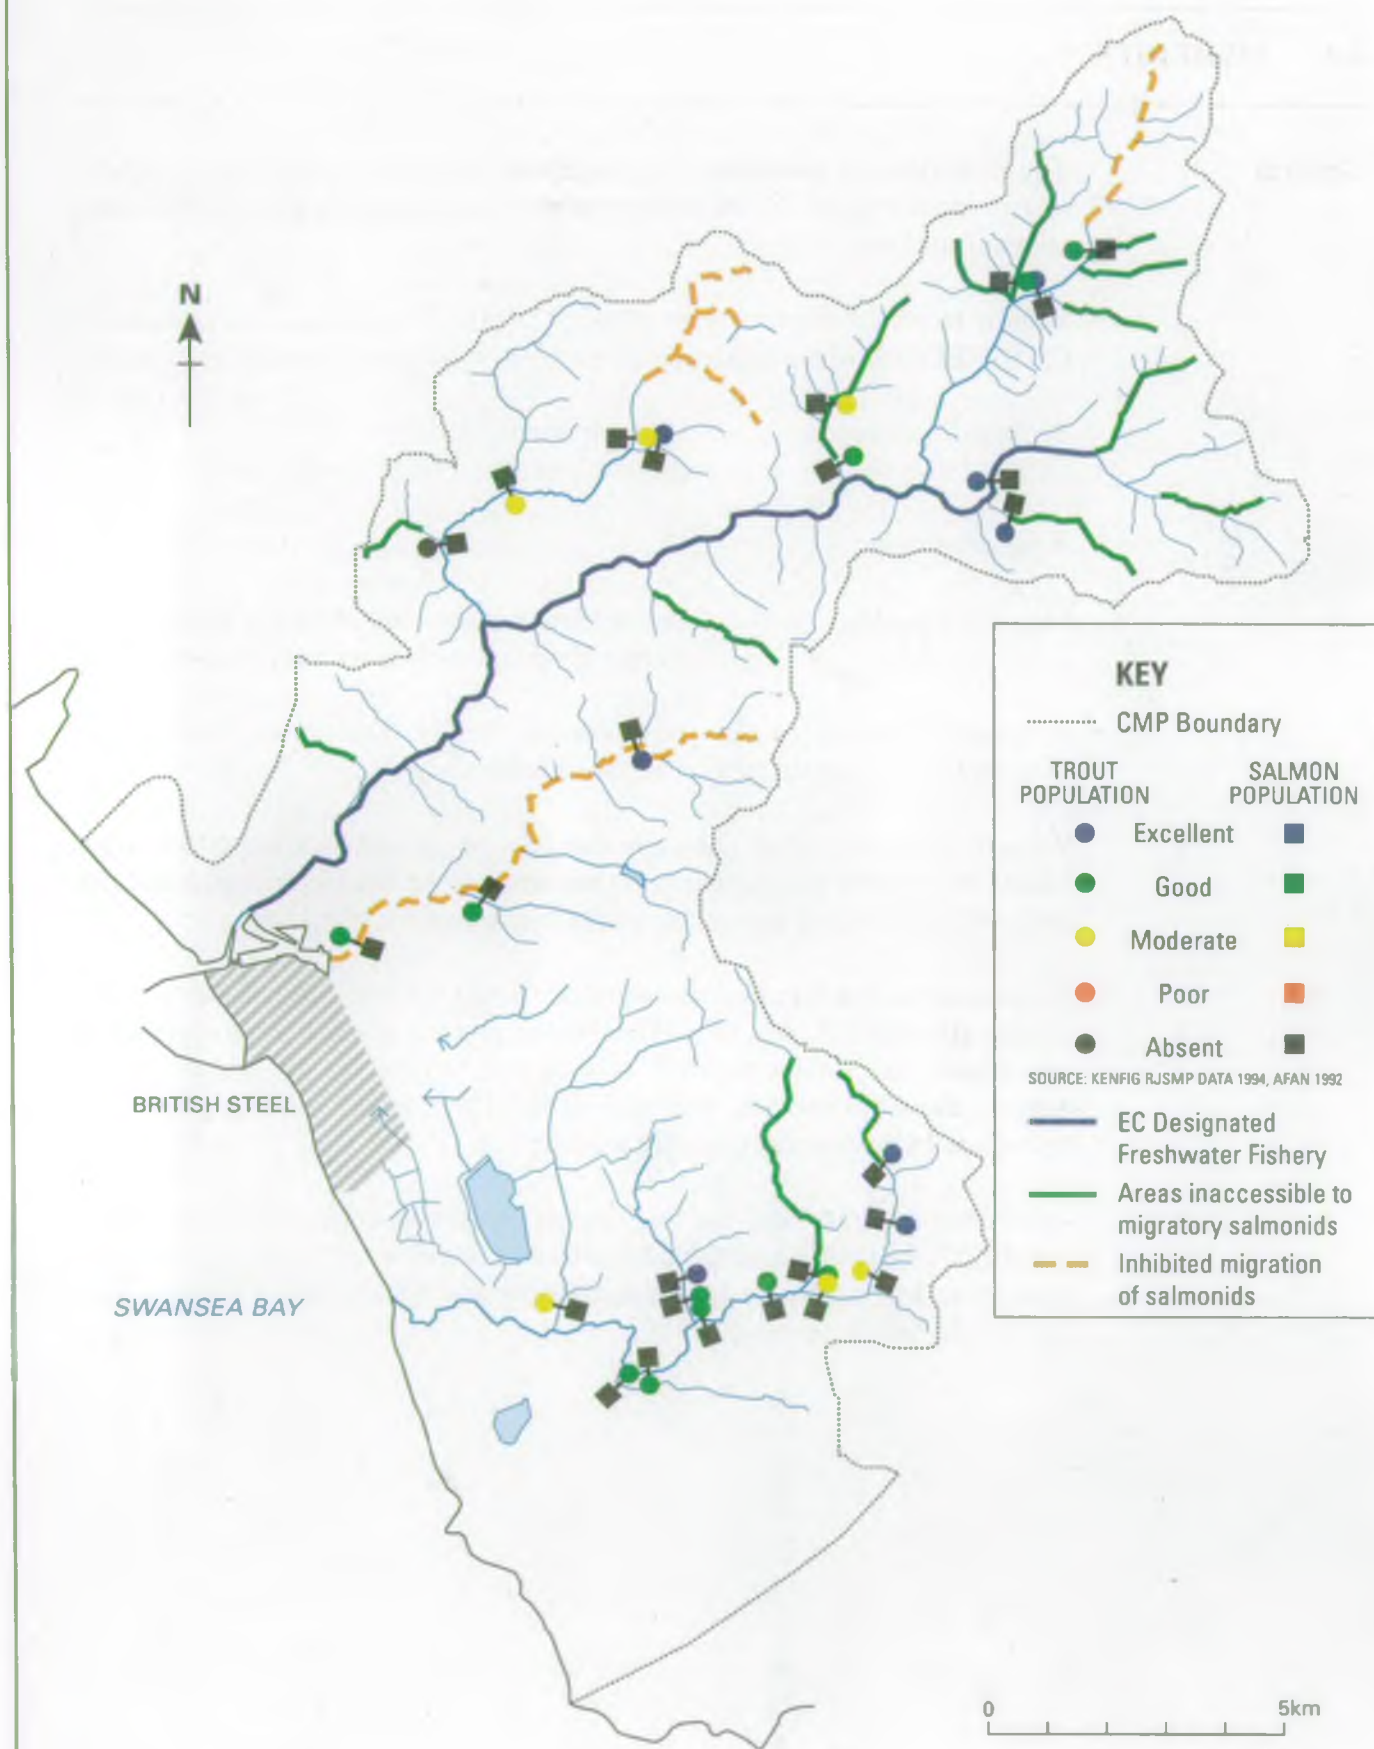 N
KEY
CMP Boundary
TROUT POPULATION
SALMON POPULATION
Excellent
Good
Moderate
Poor
Absent
SOURCE: KENFIG RJSMP DATA 1994, AFAN 1992
EC Designated
Freshwater Fishery
Areas inaccessible to
migratory salmonids
Inhibited migration
of salmonids
BRITISH STEEL
SWANSEA BAY
0 5km